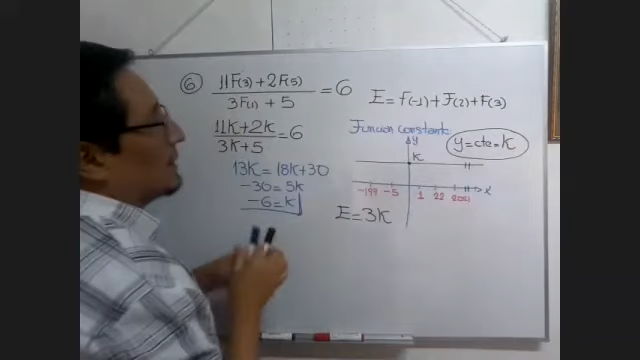 6
11F(3) + 2F(5)
3F(1) + 5
= 6
E = F(-1) + F(2) + F(3)
11K + 2K
3K + 5
= 6
Función constante
y = cte = K
y
K
13K = 18K + 30
-30 = 5K
-6 = K
-5 1 22
x
E = 3K